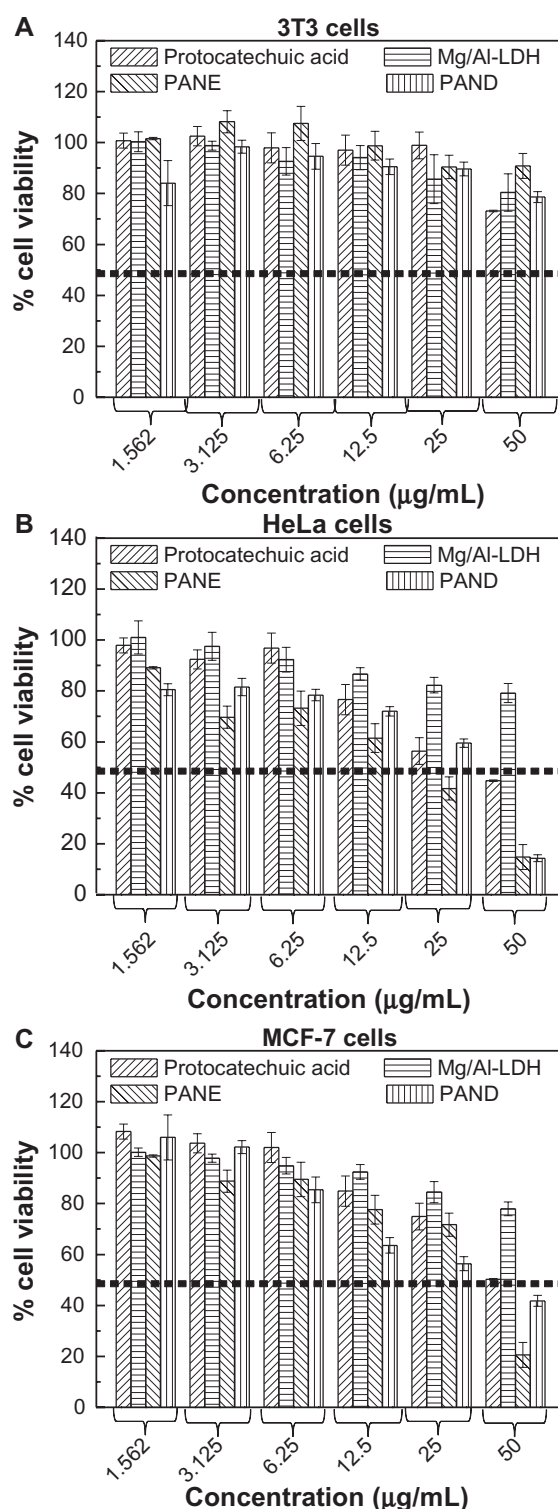 A 3T3 cells
140
120
100
80
60
40
20
0
% cell viability
Protocatechuic acid Mg/Al-LDH
PANE PAND
1.562 3.125 6.25 12.5 25 50
Concentration (μg/mL)
B HeLa cells
140
120
100
80
60
40
20
0
% cell viability
Protocatechuic acid Mg/Al-LDH
PANE PAND
1.562 3.125 6.25 12.5 25 50
Concentration (μg/mL)
C MCF-7 cells
140
120
100
80
60
40
20
0
% cell viability
Protocatechuic acid Mg/Al-LDH
PANE PAND
1.562 3.125 6.25 12.5 25 50
Concentration (μg/mL)